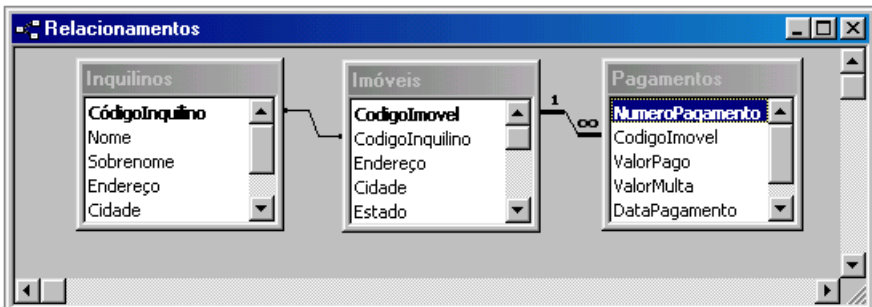 Relacionamentos
Inquilinos
CódigoInquilino
Nome
Sobrenome
Endereço
Cidade
Imóveis
CodigoImovel
CodigoInquilino
Endereço
Cidade
Estado
1
∞
Pagamentos
NumeroPagamento
CodigoImovel
ValorPago
ValorMulta
DataPagamento